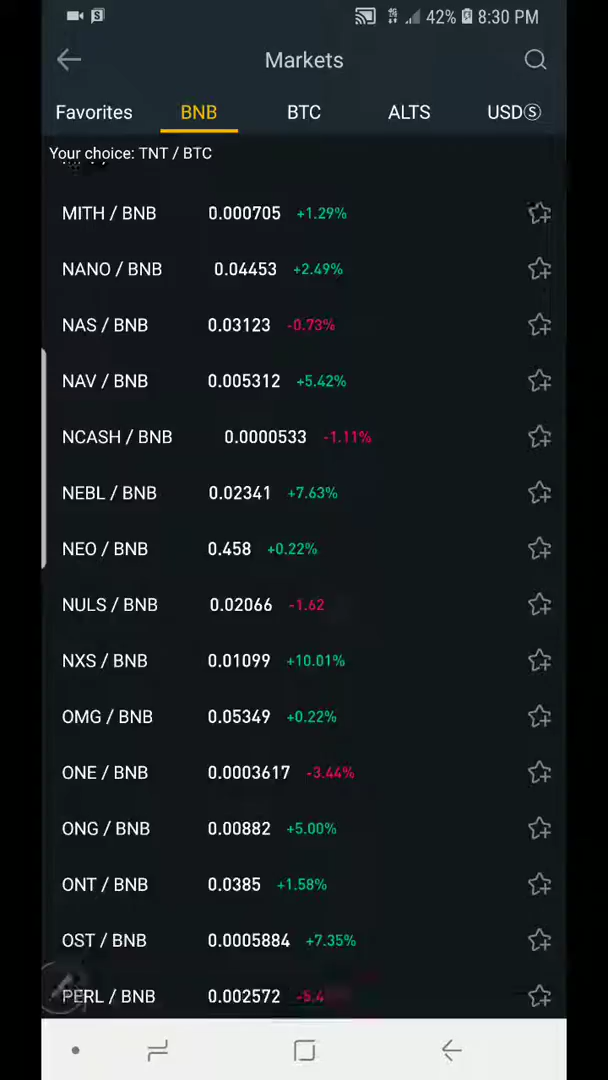 42% 8:30 PM
Markets
Favorites BNB BTC ALTS USDⓈ
Your choice: TNT / BTC
MITH / BNB 0.000705 +1.29%
NANO / BNB 0.04453 +2.49%
NAS / BNB 0.03123 -0.73%
NAV / BNB 0.005312 +5.42%
NCASH / BNB 0.0000533 -1.11%
NEBL / BNB 0.02341 +7.63%
NEO / BNB 0.458 +0.22%
NULS / BNB 0.02066 -1.62
NXS / BNB 0.01099 +10.01%
OMG / BNB 0.05349 +0.22%
ONE / BNB 0.0003617 -3.44%
ONG / BNB 0.00882 +5.00%
ONT / BNB 0.0385 +1.58%
OST / BNB 0.0005884 +7.35%
PERL / BNB 0.002572 -5.4